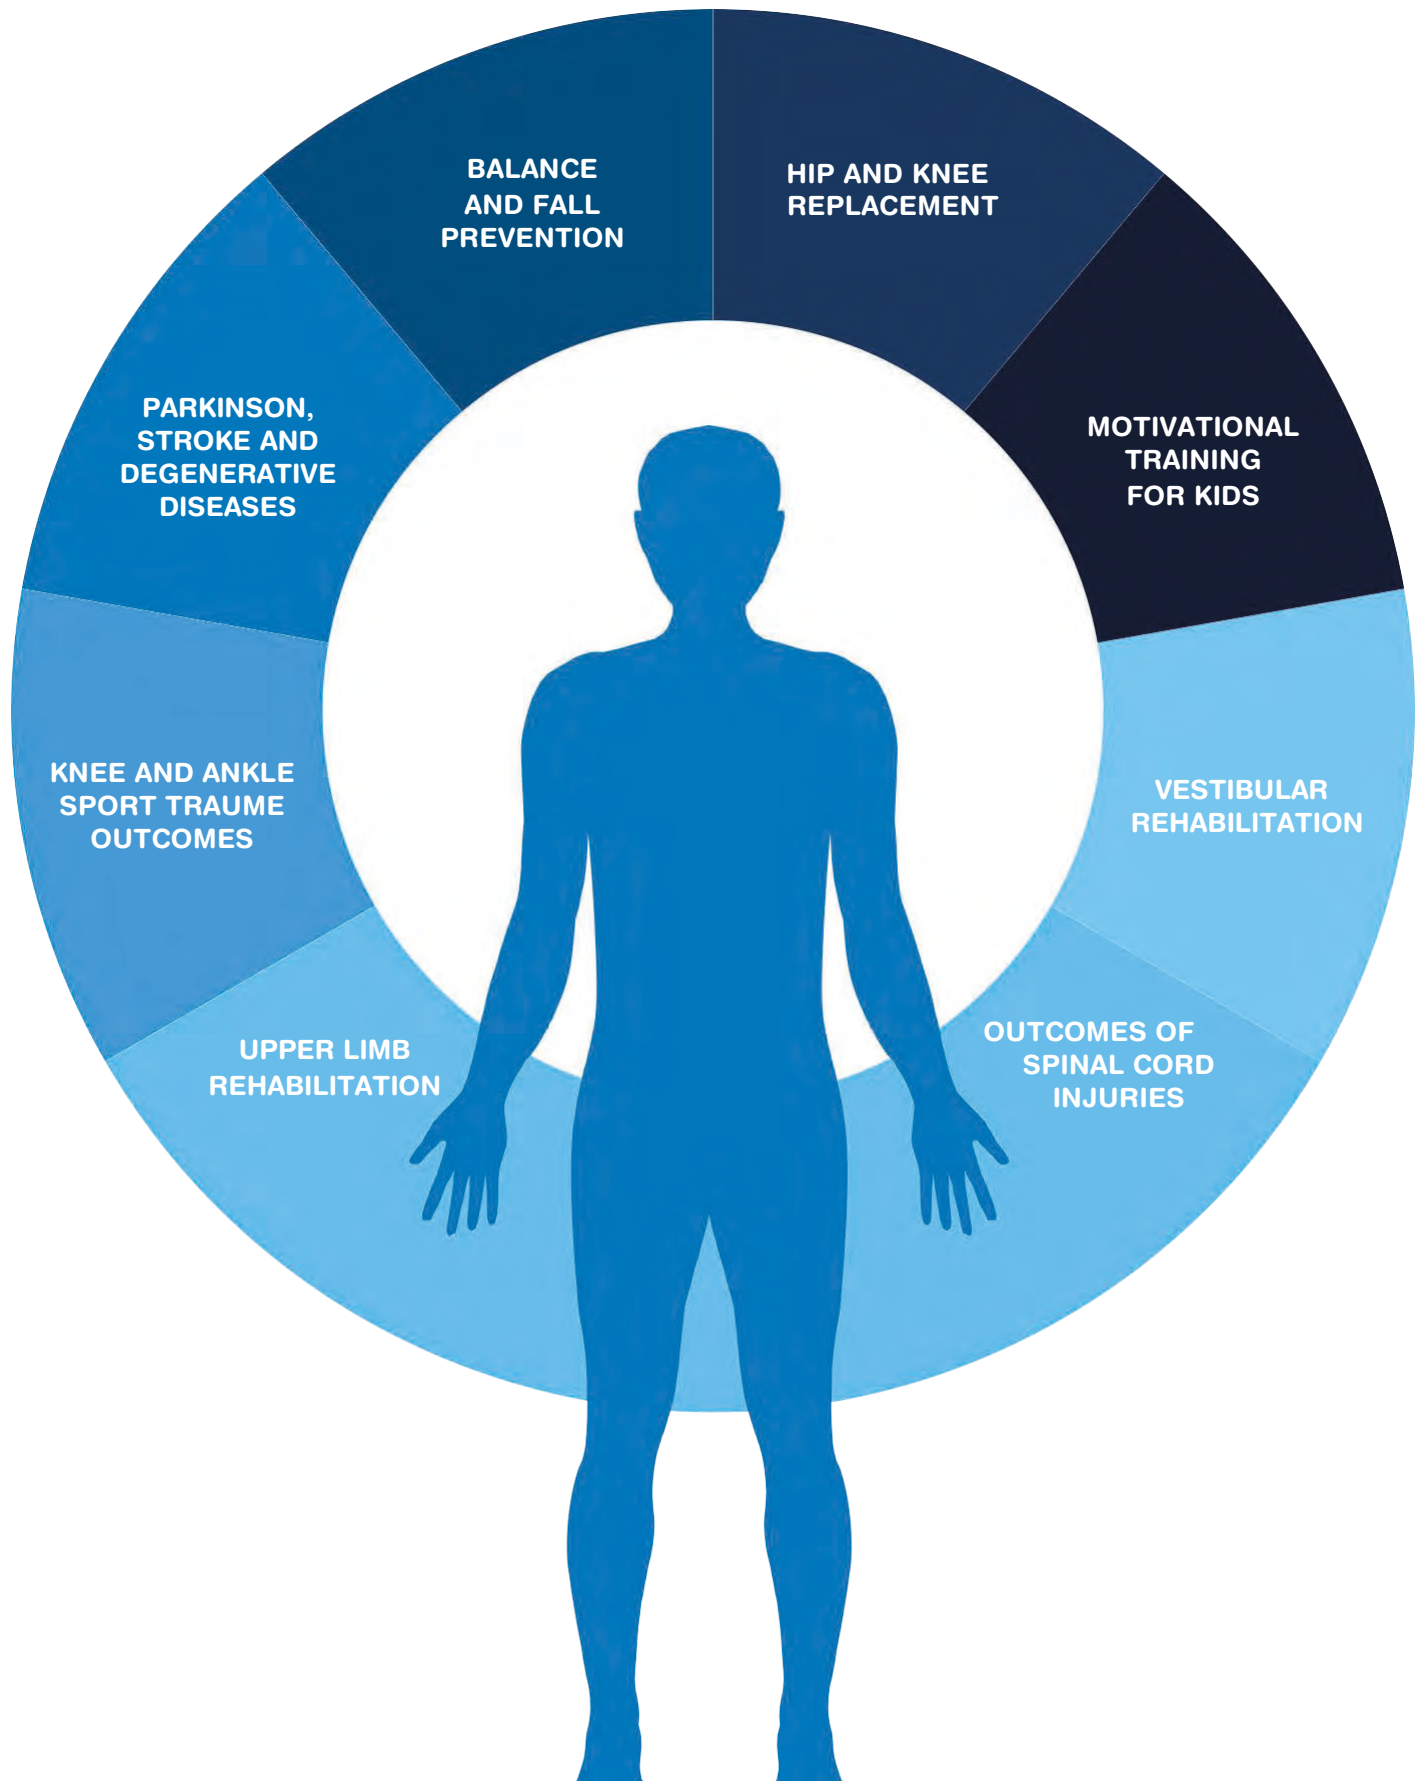 BALANCE
AND FALL
PREVENTION
HIP AND KNEE
REPLACEMENT
MOTIVATIONAL
TRAINING
FOR KIDS
VESTIBULAR
REHABILITATION
OUTCOMES OF
SPINAL CORD
INJURIES
UPPER LIMB
REHABILITATION
KNEE AND ANKLE
SPORT TRAUME
OUTCOMES
PARKINSON,
STROKE AND
DEGENERATIVE
DISEASES